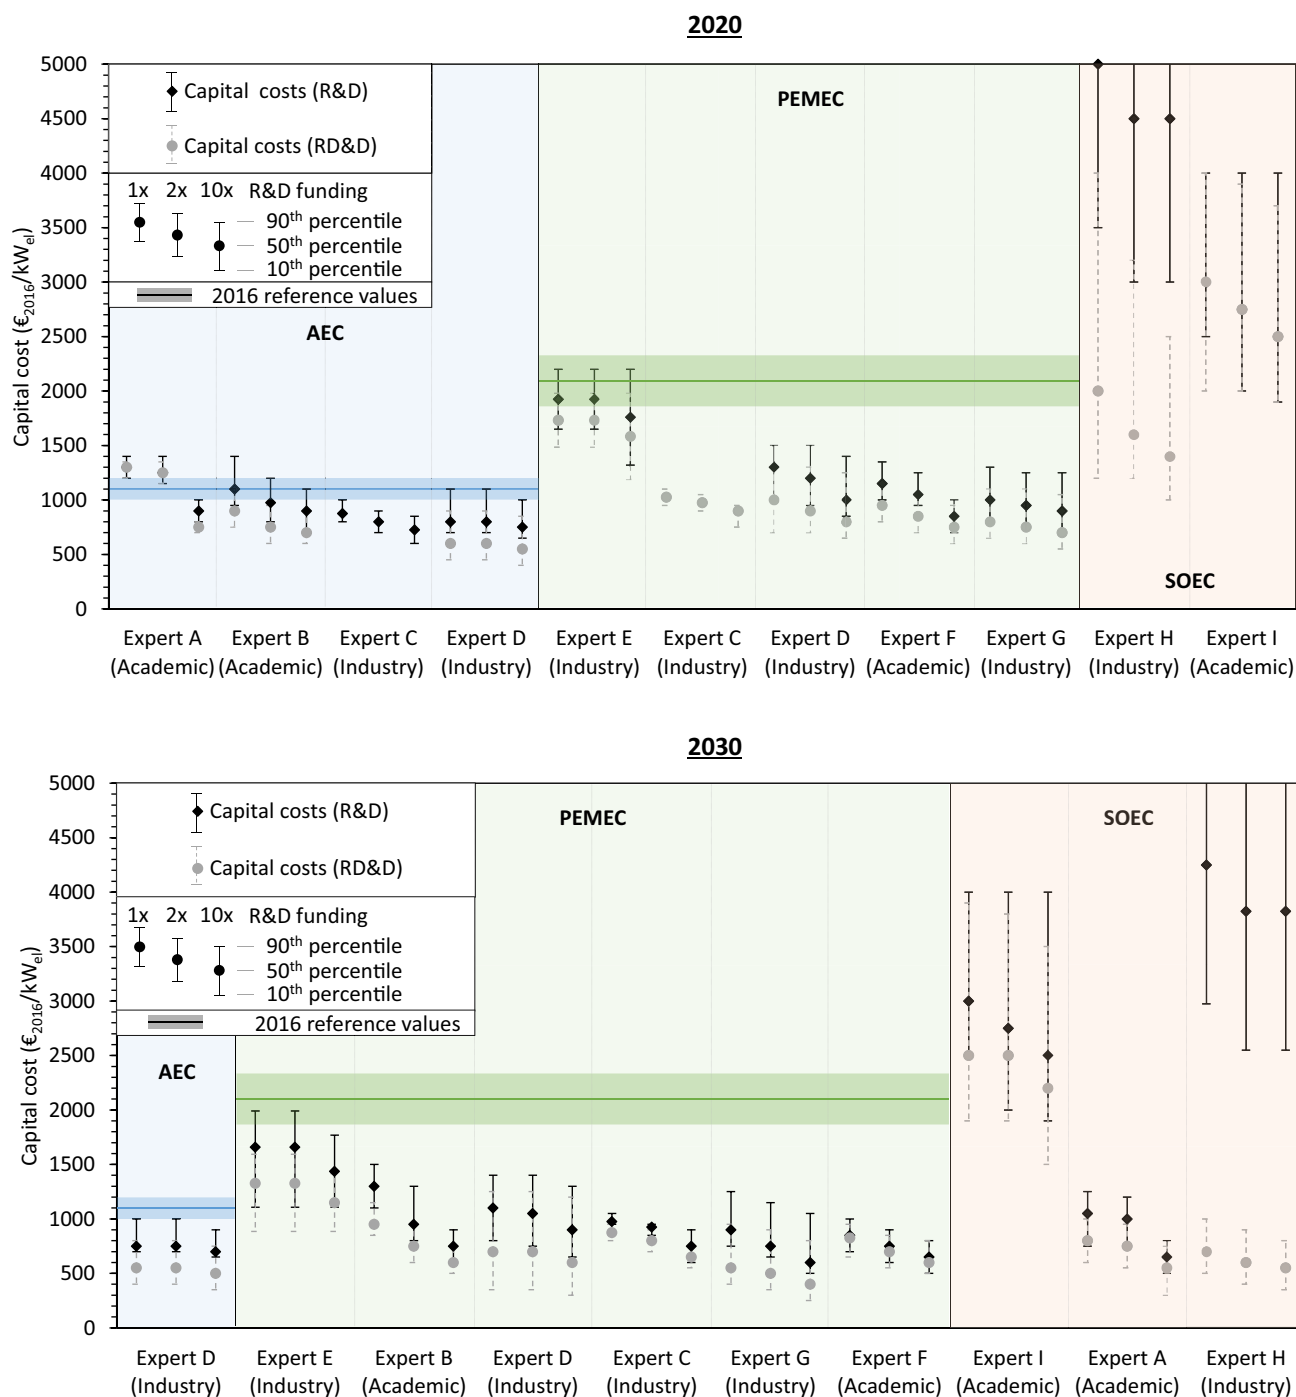 2020
Capital cost (€2016/kWel)
5000
4500
4000
3500
3000
2500
2000
1500
1000
500
0
Capital costs (R&D)
Capital costs (RD&D)
1x 2x 10x R&D funding
90th percentile
50th percentile
10th percentile
2016 reference values
AEC
PEMEC
SOEC
Expert A Expert B Expert C Expert D Expert E Expert C Expert D Expert F Expert G Expert H Expert I
(Academic) (Academic) (Industry) (Industry) (Industry) (Industry) (Industry) (Academic) (Industry) (Industry) (Academic)
2030
Capital cost (€2016/kWel)
5000
4500
4000
3500
3000
2500
2000
1500
1000
500
0
Capital costs (R&D)
Capital costs (RD&D)
1x 2x 10x R&D funding
90th percentile
50th percentile
10th percentile
2016 reference values
AEC
PEMEC
SOEC
Expert D Expert E Expert B Expert D Expert C Expert G Expert F Expert I Expert A Expert H
(Industry) (Industry) (Academic) (Industry) (Industry) (Industry) (Academic) (Academic) (Academic) (Industry)